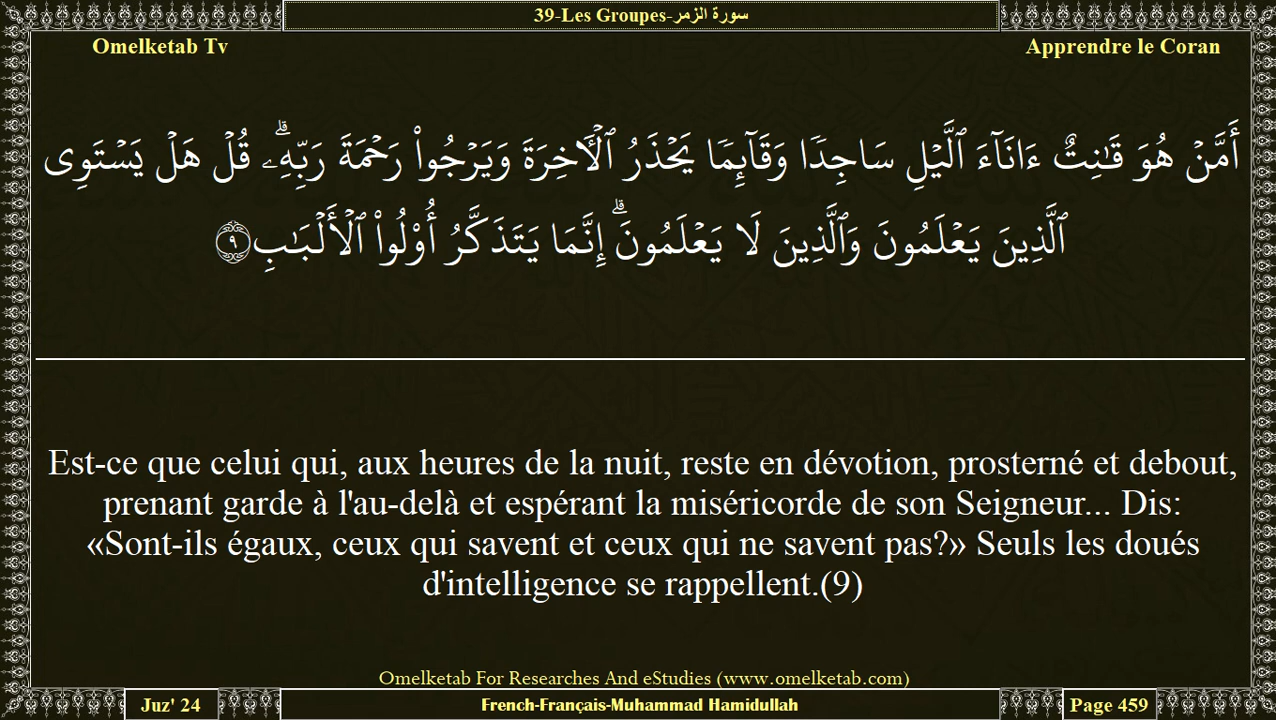 39-Les Groupes-سورة الزمر
Omelketab Tv
Apprendre le Coran
أَمَّنۡ هُوَ قَـٰنِتٌ ءَانَآءَ ٱلَّيۡلِ سَاجِدٗا وَقَآئِمٗا يَحۡذَرُ ٱلۡأٓخِرَةَ وَيَرۡجُواْ رَحۡمَةَ رَبِّهِۦۗ قُلۡ هَلۡ يَسۡتَوِى
ٱلَّذِينَ يَعۡلَمُونَ وَٱلَّذِينَ لَا يَعۡلَمُونَۗ إِنَّمَا يَتَذَكَّرُ أُوْلُواْ ٱلۡأَلۡبَـٰبِ ٩
Est-ce que celui qui, aux heures de la nuit, reste en dévotion, prosterné et debout,
prenant garde à l'au-delà et espérant la miséricorde de son Seigneur... Dis:
«Sont-ils égaux, ceux qui savent et ceux qui ne savent pas?» Seuls les doués
d'intelligence se rappellent.(9)
Omelketab For Researches And eStudies (www.omelketab.com)
Juz' 24
French-Français-Muhammad Hamidullah
Page 459